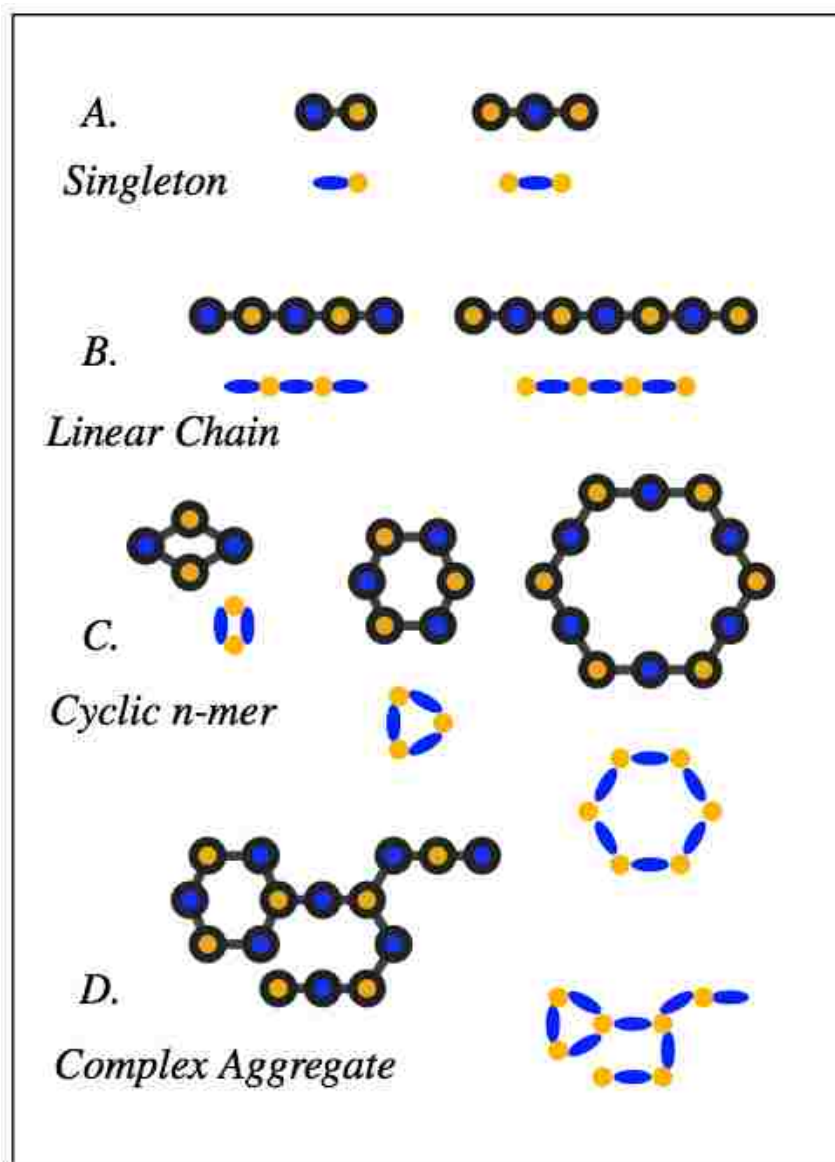 A.
Singleton
B.
Linear Chain
C.
Cyclic n-mer
D.
Complex Aggregate